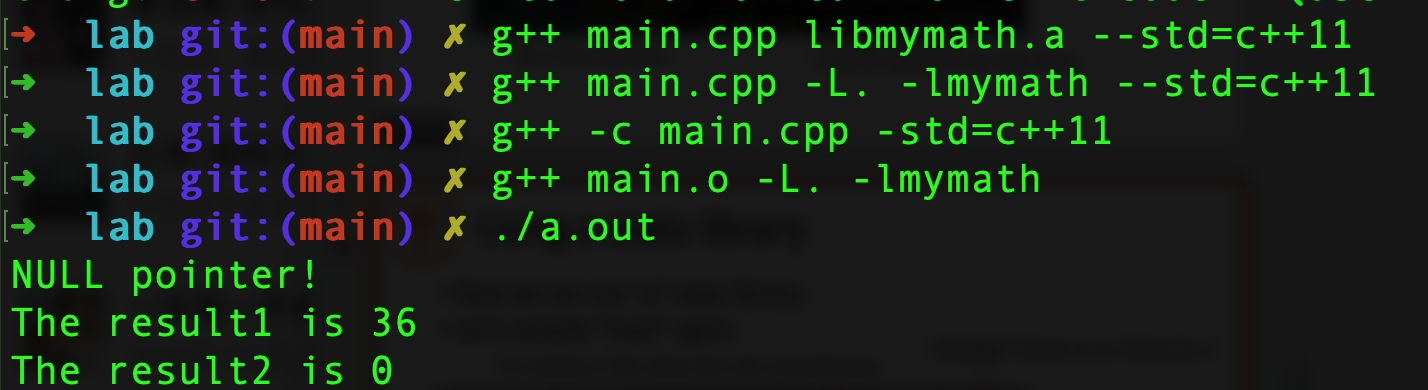 [➜ lab git:(main) ✗ g++ main.cpp libmymath.a --std=c++11
[➜ lab git:(main) ✗ g++ main.cpp -L. -lmymath --std=c++11
[➜ lab git:(main) ✗ g++ -c main.cpp -std=c++11
[➜ lab git:(main) ✗ g++ main.o -L. -lmymath
[➜ lab git:(main) ✗ ./a.out
NULL pointer!
The result1 is 36
The result2 is 0